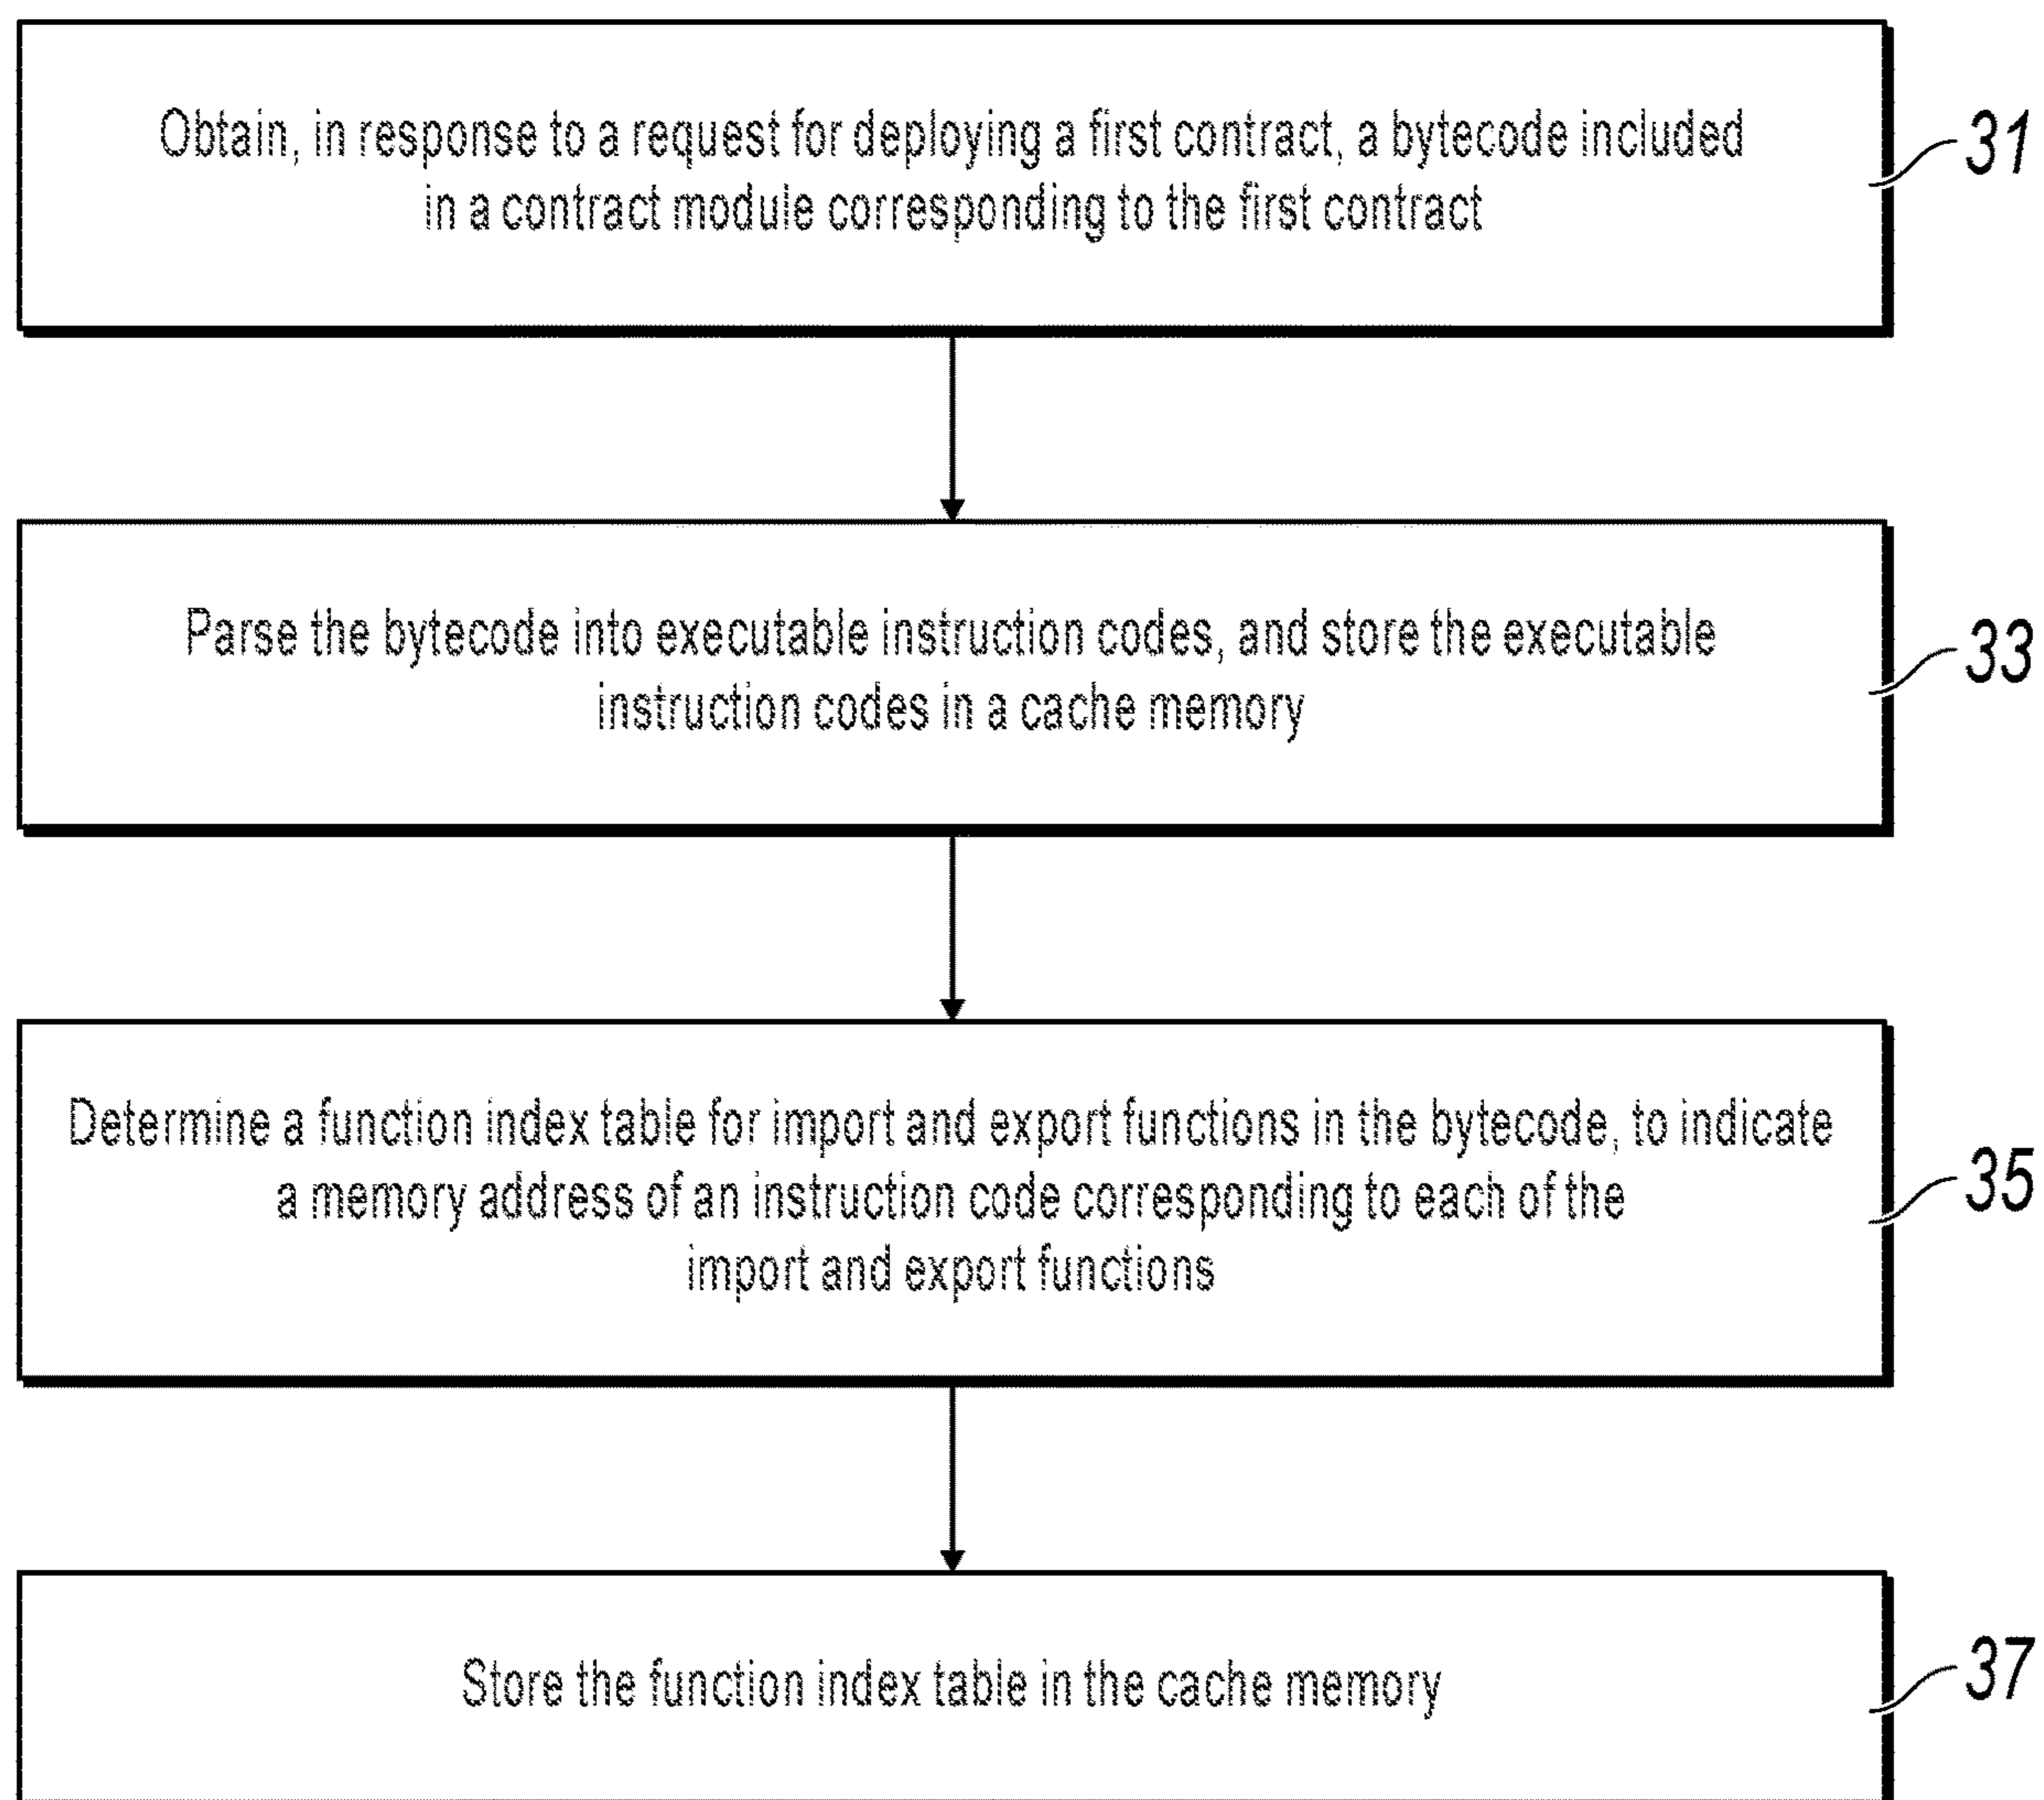 Obtain, in response to a request for deploying a first contract, a bytecode included
in a contract module corresponding to the first contract
31
Parse the bytecode into executable instruction codes, and store the executable
instruction codes in a cache memory
33
Determine a function index table for import and export functions in the bytecode, to indicate
a memory address of an instruction code corresponding to each of the
import and export functions
35
Store the function index table in the cache memory
37